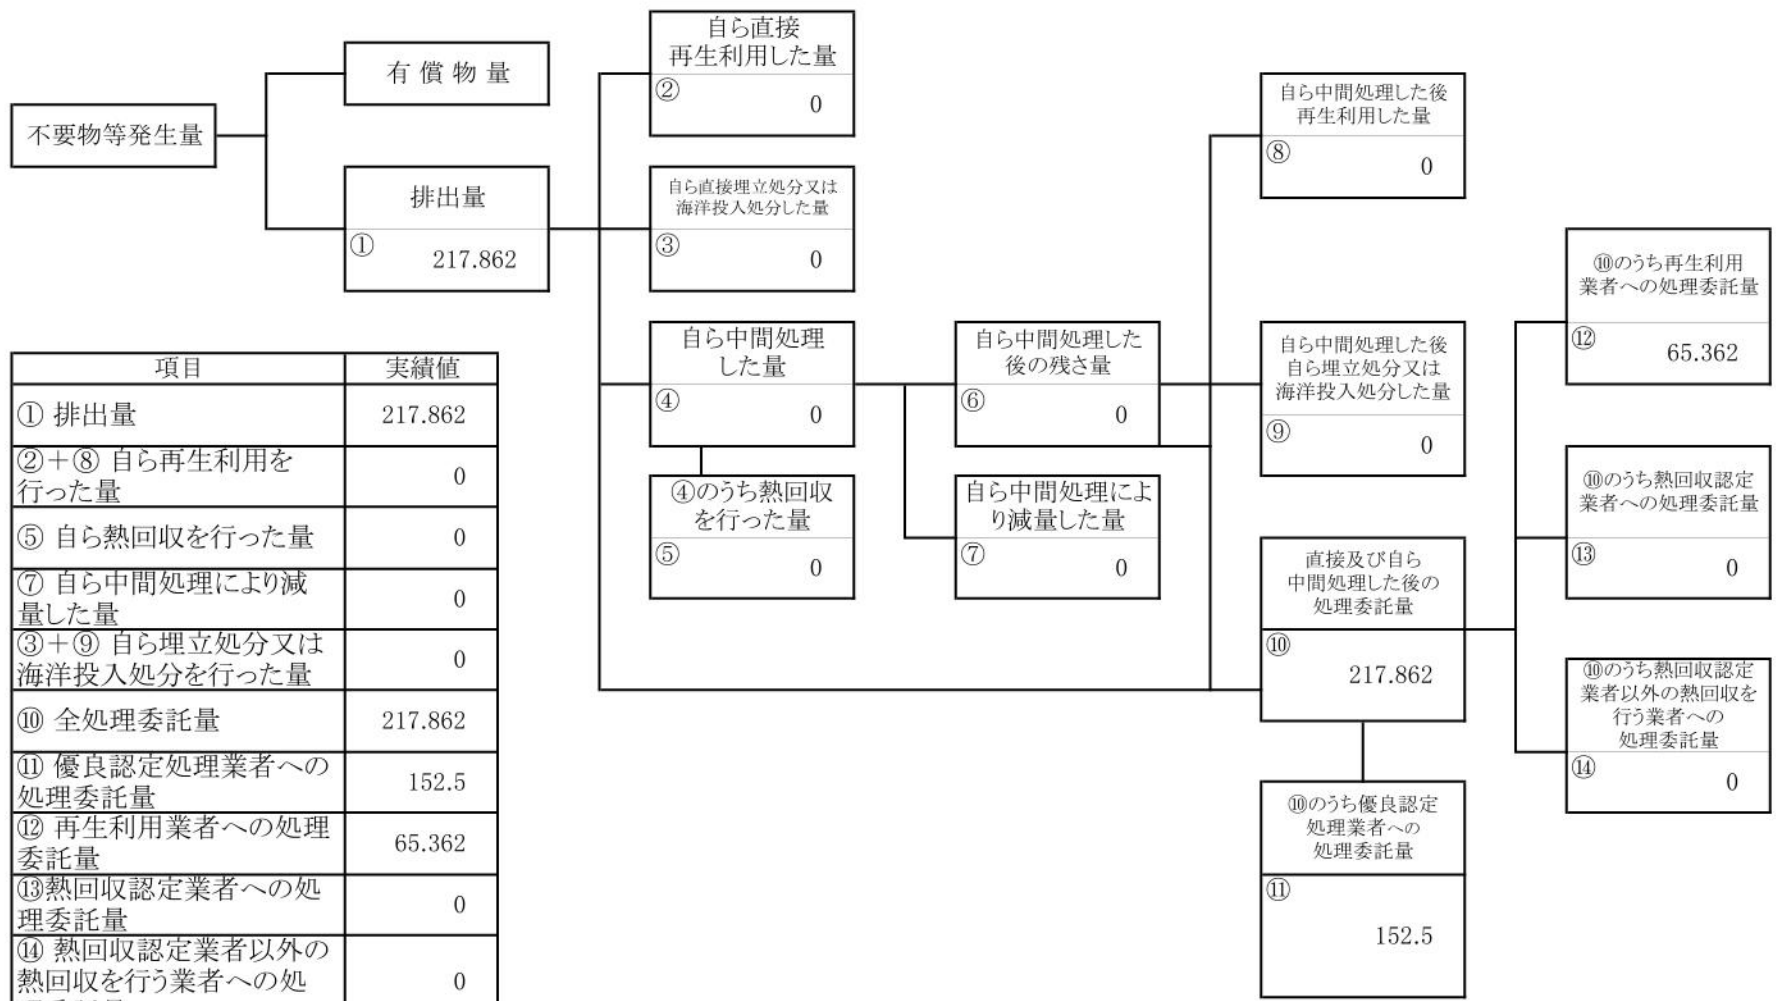 不要物等発生量
有償物量
排出量
①
217.862
自ら直接
再生利用した量
②
0
自ら直接埋立処分又は
海洋投入処分した量
③
0
自ら中間処理
した量
④
0
④のうち熱回収
を行った量
⑤
0
自ら中間処理した
後の残さ量
⑥
0
自ら中間処理によ
り減量した量
⑦
0
自ら中間処理した後
再生利用した量
⑧
0
自ら中間処理した後
自ら埋立処分又は
海洋投入処分した量
⑨
0
直接及び自ら
中間処理した後の
処理委託量
⑩
217.862
⑩のうち優良認定
処理業者への
処理委託量
⑪
152.5
⑩のうち再生利用
業者への処理委託量
⑫
65.362
⑩のうち熱回収認定
業者への処理委託量
⑬
0
⑩のうち熱回収認定
業者以外の熱回収を
行う業者への
処理委託量
⑭
0
項目 実績値
① 排出量 217.862
②+⑧ 自ら再生利用を
行った量 0
⑤ 自ら熱回収を行った量 0
⑦ 自ら中間処理により減
量した量 0
③+⑨ 自ら埋立処分又は
海洋投入処分を行った量 0
⑩ 全処理委託量 217.862
⑪ 優良認定処理業者への
処理委託量 152.5
⑫ 再生利用業者への処理
委託量 65.362
⑬熱回収認定業者への処
理委託量 0
⑭ 熱回収認定業者以外の
熱回収を行う業者への処 0